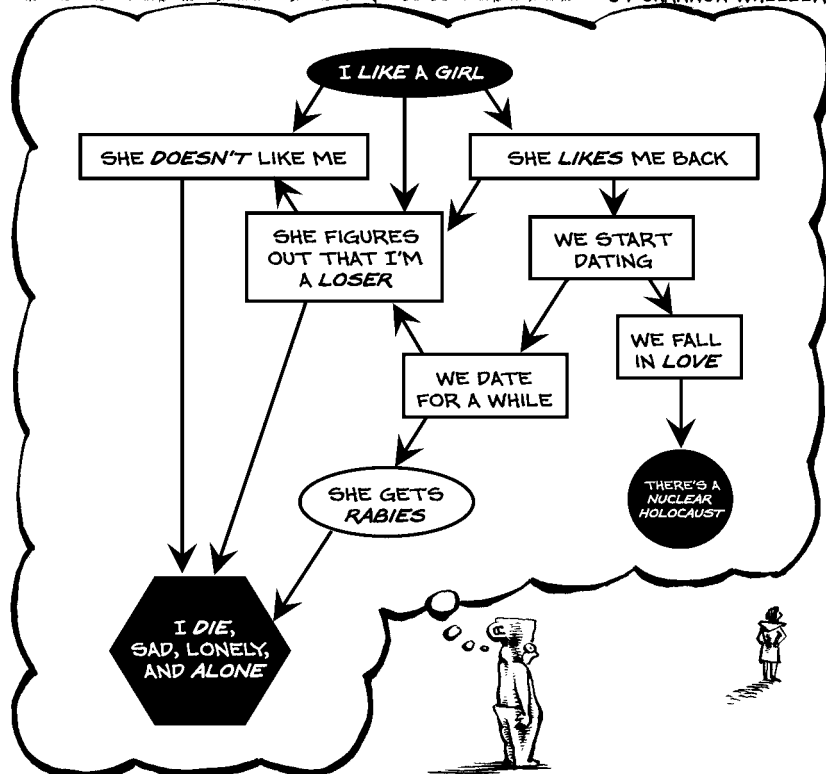 I LIKE A GIRL
SHE DOESN'T LIKE ME
SHE LIKES ME BACK
SHE FIGURES
OUT THAT I'M
A LOSER
WE START
DATING
WE FALL
IN LOVE
WE DATE
FOR A WHILE
SHE GETS
RABIES
THERE'S A
NUCLEAR
HOLOCAUST
I DIE,
SAD, LONELY,
AND ALONE